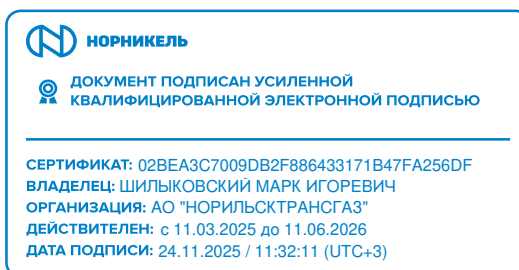 НОРНИКЕЛЬ
ДОКУМЕНТ ПОДПИСАН УСИЛЕННОЙ
КВАЛИФИЦИРОВАННОЙ ЭЛЕКТРОННОЙ ПОДПИСЬЮ
СЕРТИФИКАТ: 02BEA3C7009DB2F886433171B47FA256DF
ВЛАДЕЛЕЦ: ШИЛЫКОВСКИЙ МАРК ИГОРЕВИЧ
ОРГАНИЗАЦИЯ: АО "НОРИЛЬСКТРАНСГАЗ"
ДЕЙСТВИТЕЛЕН: с 11.03.2025 до 11.06.2026
ДАТА ПОДПИСИ: 24.11.2025 / 11:32:11 (UTC+3)